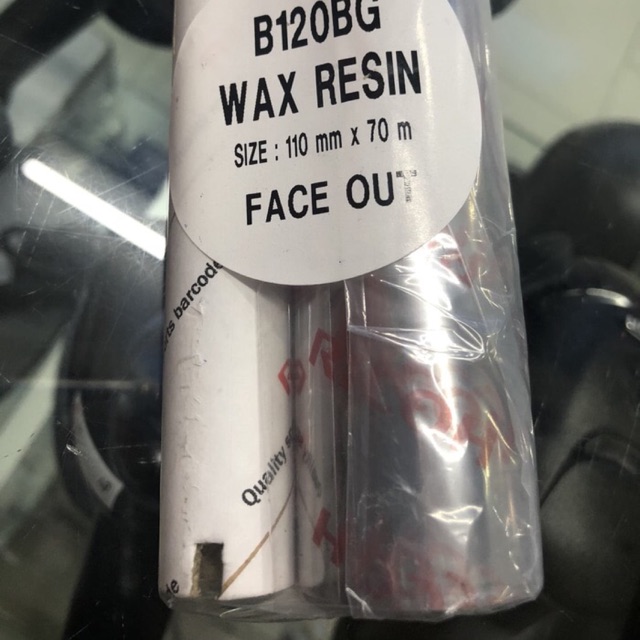 B120BG
WAX RESIN
SIZE : 110 mm x 70 m
FACE OUT
barcode
Quality